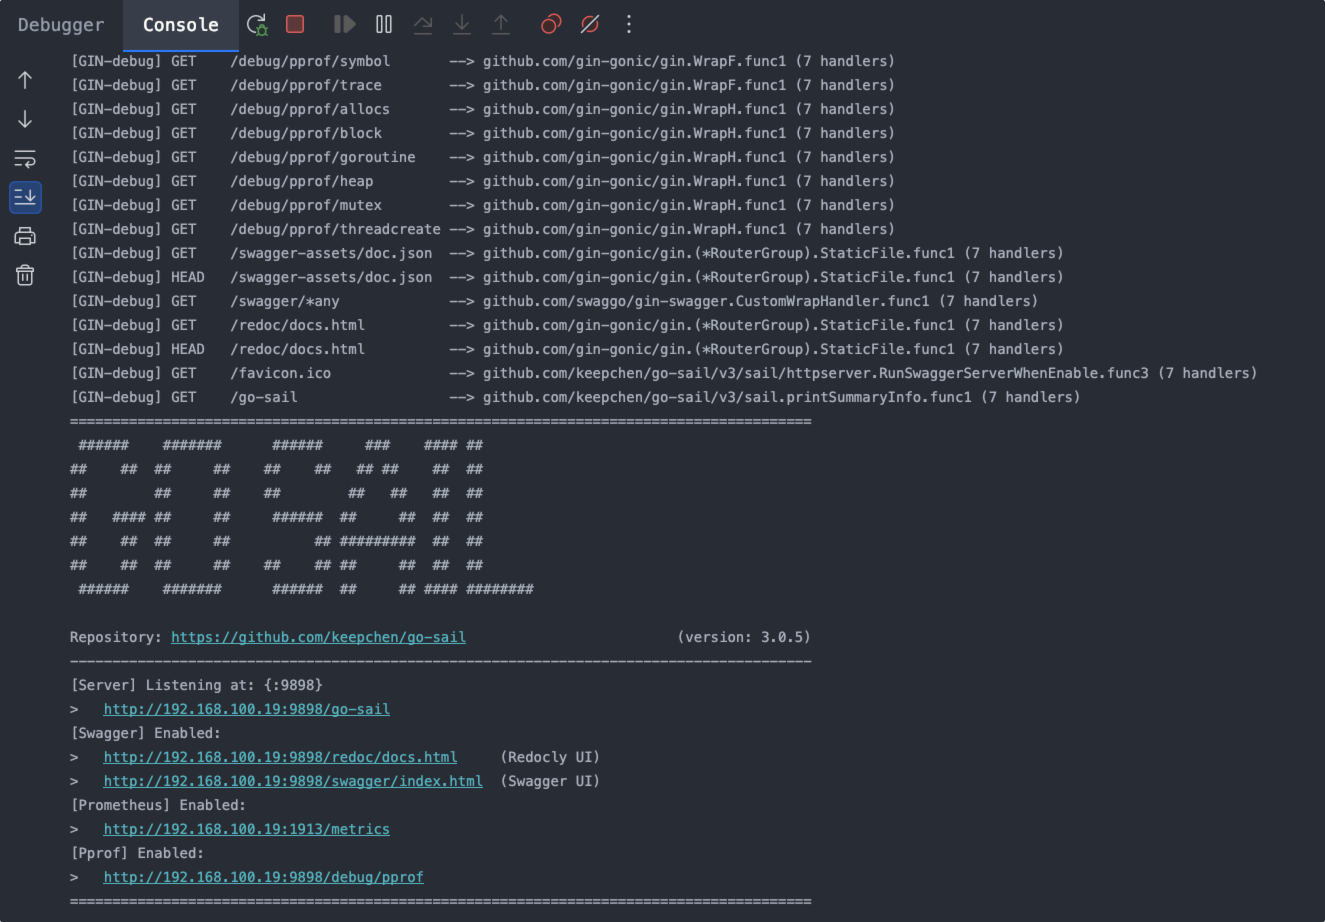 Debugger Console
[GIN-debug] GET    /debug/pprof/symbol       --> github.com/gin-gonic/gin.WrapF.func1 (7 handlers)
[GIN-debug] GET    /debug/pprof/trace        --> github.com/gin-gonic/gin.WrapF.func1 (7 handlers)
[GIN-debug] GET    /debug/pprof/allocs       --> github.com/gin-gonic/gin.WrapH.func1 (7 handlers)
[GIN-debug] GET    /debug/pprof/block        --> github.com/gin-gonic/gin.WrapH.func1 (7 handlers)
[GIN-debug] GET    /debug/pprof/goroutine    --> github.com/gin-gonic/gin.WrapH.func1 (7 handlers)
[GIN-debug] GET    /debug/pprof/heap         --> github.com/gin-gonic/gin.WrapH.func1 (7 handlers)
[GIN-debug] GET    /debug/pprof/mutex        --> github.com/gin-gonic/gin.WrapH.func1 (7 handlers)
[GIN-debug] GET    /debug/pprof/threadcreate --> github.com/gin-gonic/gin.WrapH.func1 (7 handlers)
[GIN-debug] GET    /swagger-assets/doc.json  --> github.com/gin-gonic/gin.(*RouterGroup).StaticFile.func1 (7 handlers)
[GIN-debug] HEAD   /swagger-assets/doc.json  --> github.com/gin-gonic/gin.(*RouterGroup).StaticFile.func1 (7 handlers)
[GIN-debug] GET    /swagger/*any             --> github.com/swaggo/gin-swagger.CustomWrapHandler.func1 (7 handlers)
[GIN-debug] GET    /redoc/docs.html          --> github.com/gin-gonic/gin.(*RouterGroup).StaticFile.func1 (7 handlers)
[GIN-debug] HEAD   /redoc/docs.html          --> github.com/gin-gonic/gin.(*RouterGroup).StaticFile.func1 (7 handlers)
[GIN-debug] GET    /favicon.ico              --> github.com/keepchen/go-sail/v3/sail/httpserver.RunSwaggerServerWhenEnable.func3 (7 handlers)
[GIN-debug] GET    /go-sail                  --> github.com/keepchen/go-sail/v3/sail.printSummaryInfo.func1 (7 handlers)
========================================================================================
 ######    #######      ######     ###    #### ##
##    ##  ##     ##    ##    ##   ## ##    ##  ##
##        ##     ##    ##        ##   ##   ##  ##
##   #### ##     ##     ######  ##     ##  ##  ##
##    ##  ##     ##          ## #########  ##  ##
##    ##  ##     ##    ##    ## ##     ##  ##  ##
 ######    #######      ######  ##     ## #### ########
Repository: https://github.com/keepchen/go-sail                         (version: 3.0.5)
----------------------------------------------------------------------------------------
[Server] Listening at: {:9898}
>   http://192.168.100.19:9898/go-sail
[Swagger] Enabled:
>   http://192.168.100.19:9898/redoc/docs.html     (Redocly UI)
>   http://192.168.100.19:9898/swagger/index.html  (Swagger UI)
[Prometheus] Enabled:
>   http://192.168.100.19:1913/metrics
[Pprof] Enabled:
>   http://192.168.100.19:9898/debug/pprof
========================================================================================